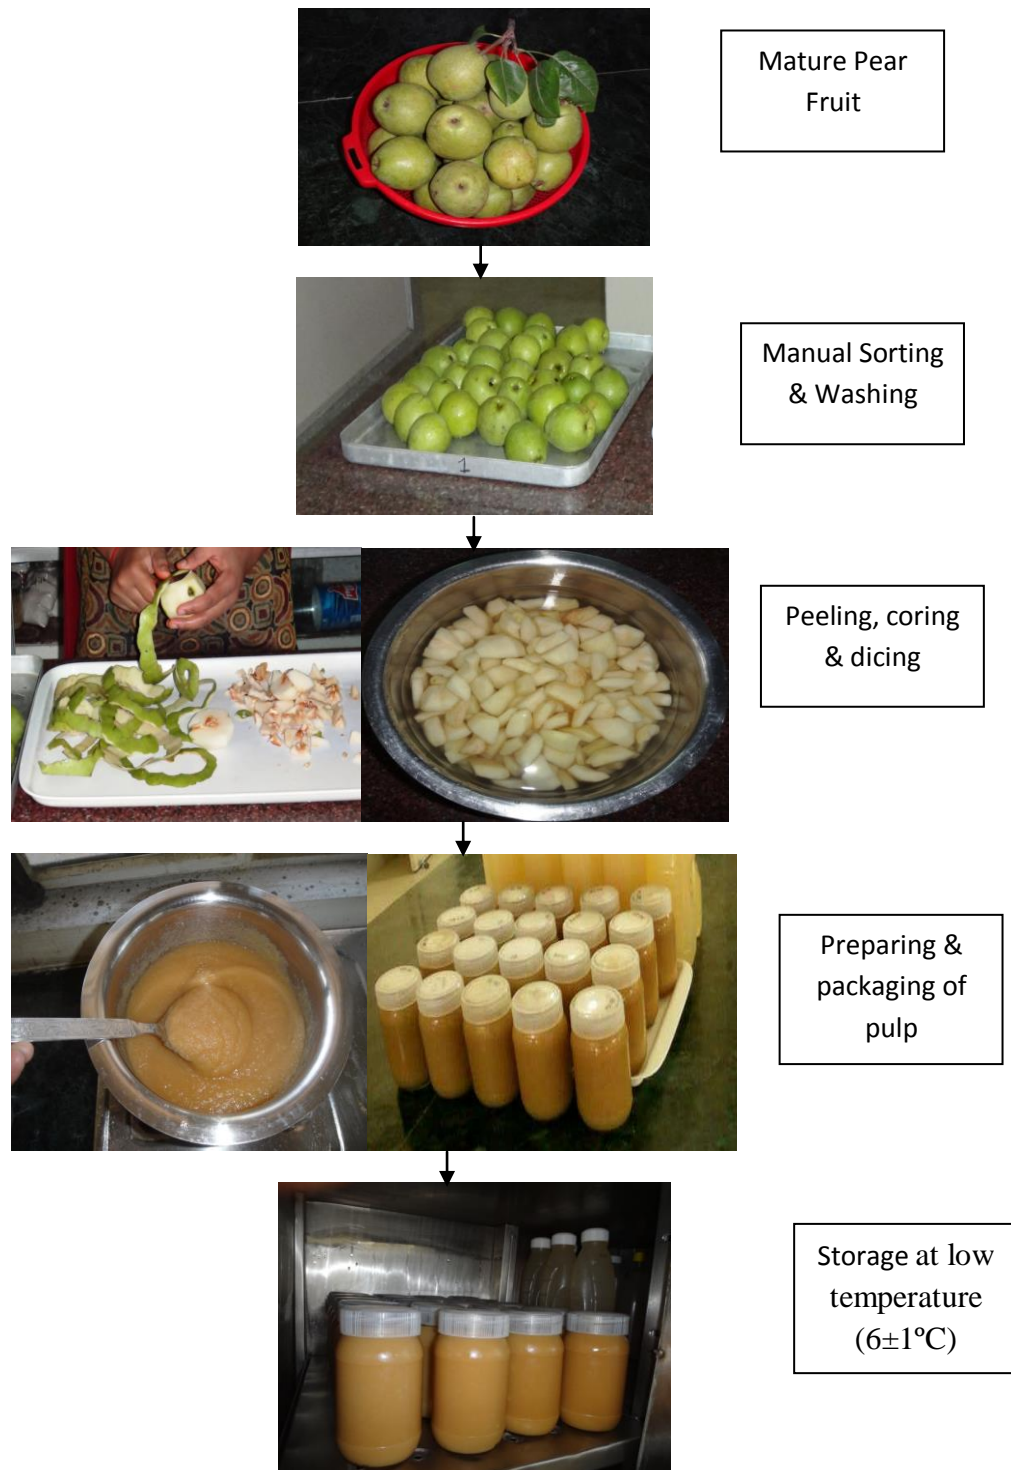 Mature Pear
Fruit
Manual Sorting
& Washing
1
Peeling, coring
& dicing
Preparing &
packaging of
pulp
Storage at low
temperature
(6±1ºC)